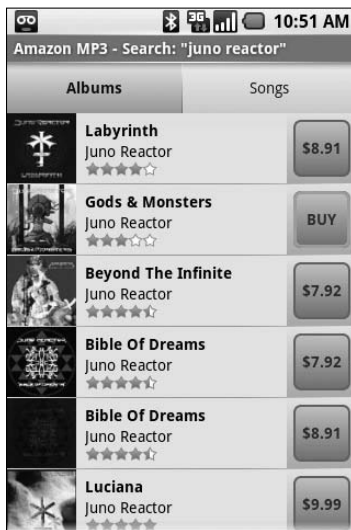 3G 10:51 AM
Amazon MP3 - Search: "juno reactor"
Albums Songs
Labyrinth
Juno Reactor
$8.91
Gods & Monsters
Juno Reactor
BUY
Beyond The Infinite
Juno Reactor
$7.92
Bible Of Dreams
Juno Reactor
$7.92
Bible Of Dreams
Juno Reactor
$8.91
Luciana
Juno Reactor
$9.99